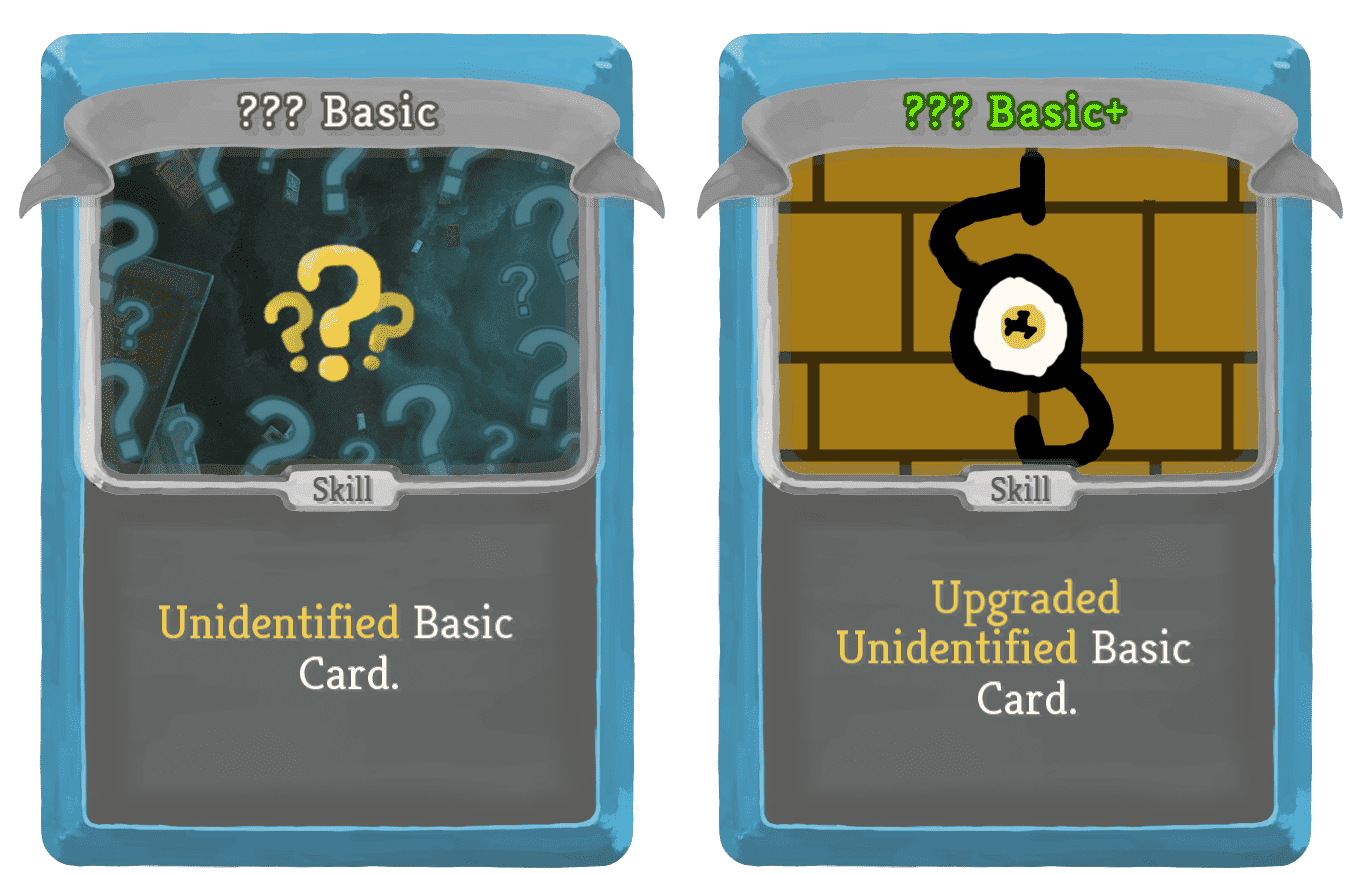 ??? Basic
Skill
Unidentified Basic
Card.
??? Basic+
Skill
Upgraded
Unidentified Basic
Card.